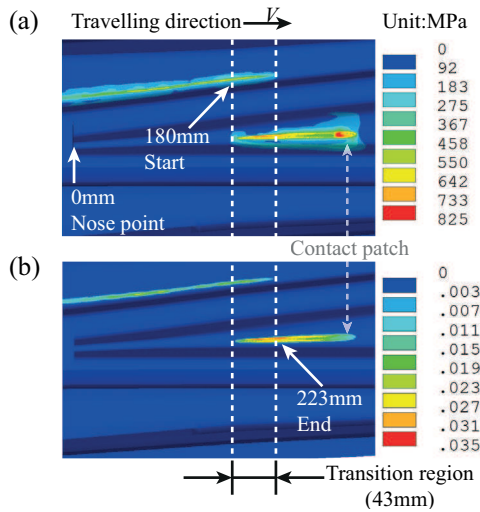 (a)
Travelling direction V
Unit:MPa
0
92
183
275
367
458
550
642
733
825
180mm
Start
0mm
Nose point
Contact patch
(b)
0
.003
.007
.011
.015
.019
.023
.027
.031
.035
223mm
End
Transition region
(43mm)